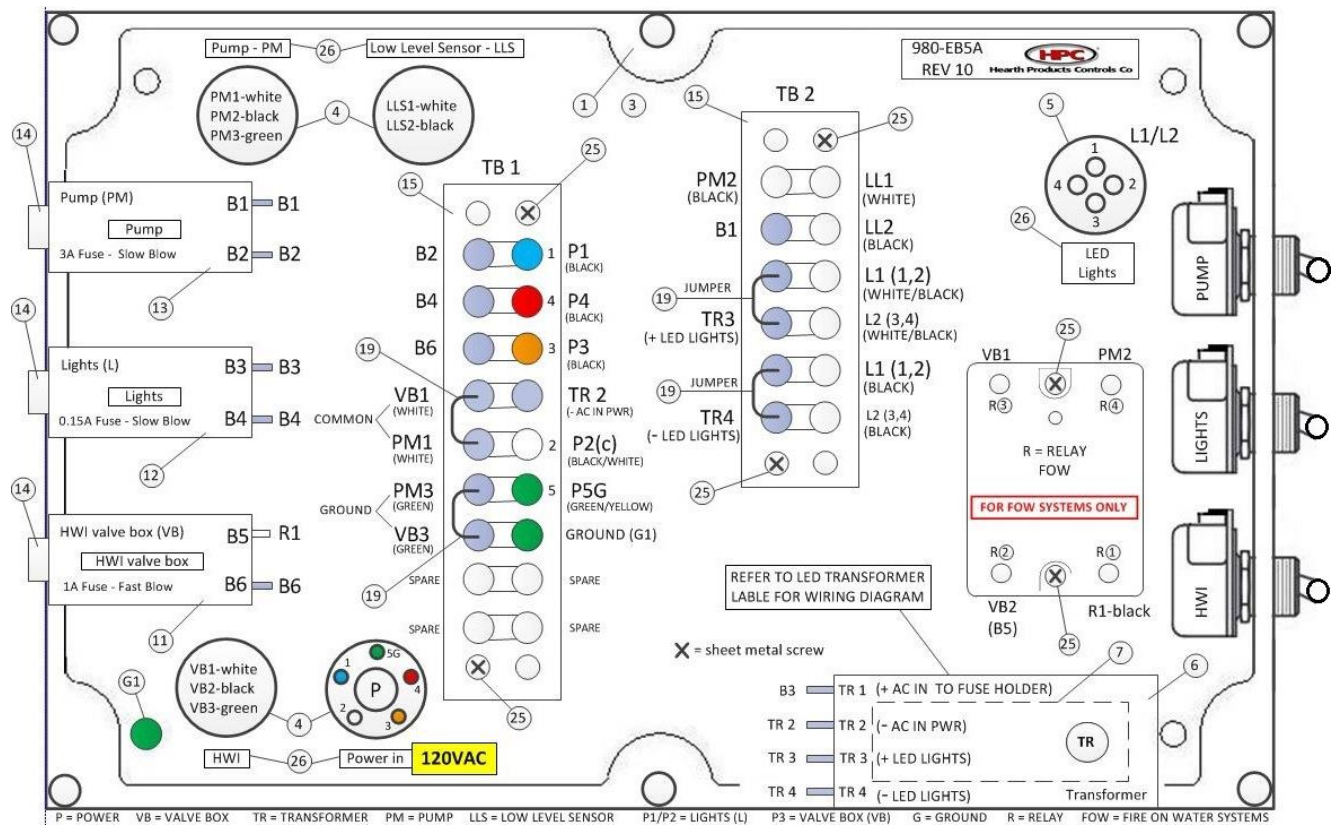 Pump - PM
26
Low Level Sensor - LLS
980-EB5A
REV 10
HPC
Hearth Products Controls Co
PM1-white
PM2-black
PM3-green
4
LLS1-white
LLS2-black
1
3
15
TB 2
25
5
L1/L2
1
2
3
4
26
LED
Lights
14
Pump (PM)
Pump
3A Fuse - Slow Blow
B1
B1
B2
B2
13
15
TB 1
25
B2
1
P1
(BLACK)
B4
4
P4
(BLACK)
B6
3
P3
(BLACK)
19
VB1
(WHITE)
TR 2
(- AC IN PWR)
COMMON
PM1
(WHITE)
2
P2(c)
(BLACK/WHITE)
PM3
(GREEN)
5
P5G
(GREEN/YELLOW)
GROUND
VB3
(GREEN)
GROUND (G1)
19
SPARE
SPARE
SPARE
SPARE
25
PM2
(BLACK)
LL1
(WHITE)
B1
LL2
(BLACK)
JUMPER
19
L1 (1,2)
(WHITE/BLACK)
TR3
(+ LED LIGHTS)
L2 (3,4)
(WHITE/BLACK)
JUMPER
19
L1 (1,2)
(BLACK)
TR4
(- LED LIGHTS)
L2 (3,4)
(BLACK)
25
PUMP
LIGHTS
HWI
14
Lights (L)
Lights
0.15A Fuse - Slow Blow
B3
B3
B4
B4
12
14
HWI valve box (VB)
HWI valve box
1A Fuse - Fast Blow
B5
R1
B6
B6
11
25
VB1
PM2
R3
R4
R = RELAY
FOW
FOR FOW SYSTEMS ONLY
R2
R1
VB2
(B5)
R1-black
25
REFER TO LED TRANSFORMER
LABLE FOR WIRING DIAGRAM
X = sheet metal screw
7
6
G1
VB1-white
VB2-black
VB3-green
4
P
1
5G
4
2
3
HWI
26
Power in
120VAC
B3
TR 1
(+ AC IN TO FUSE HOLDER)
TR 2
TR 2
(- AC IN PWR)
TR
TR 3
TR 3
(+ LED LIGHTS)
TR 4
TR 4
(- LED LIGHTS)
Transformer
P = POWER VB = VALVE BOX TR = TRANSFORMER PM = PUMP LLS = LOW LEVEL SENSOR P1/P2 = LIGHTS (L) P3 = VALVE BOX (VB) G = GROUND R = RELAY FOW = FIRE ON WATER SYSTEMS